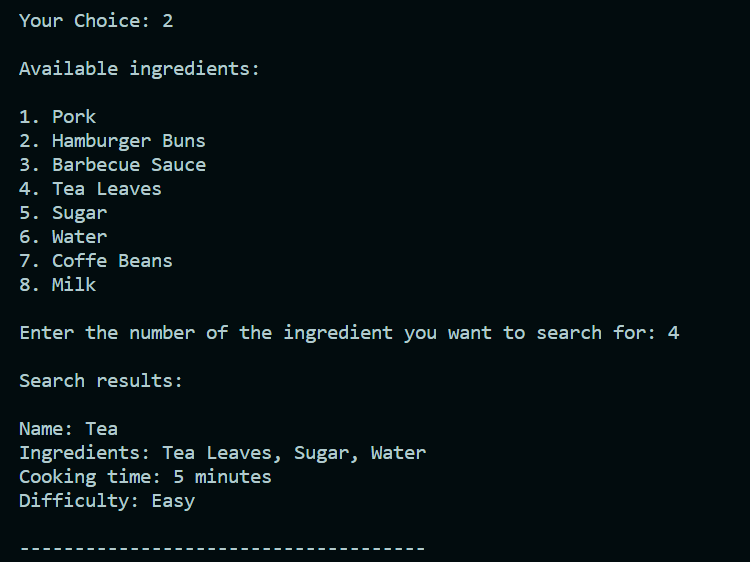 Your Choice: 2
Available ingredients:
1. Pork
2. Hamburger Buns
3. Barbecue Sauce
4. Tea Leaves
5. Sugar
6. Water
7. Coffe Beans
8. Milk
Enter the number of the ingredient you want to search for: 4
Search results:
Name: Tea
Ingredients: Tea Leaves, Sugar, Water
Cooking time: 5 minutes
Difficulty: Easy
-------------------------------------